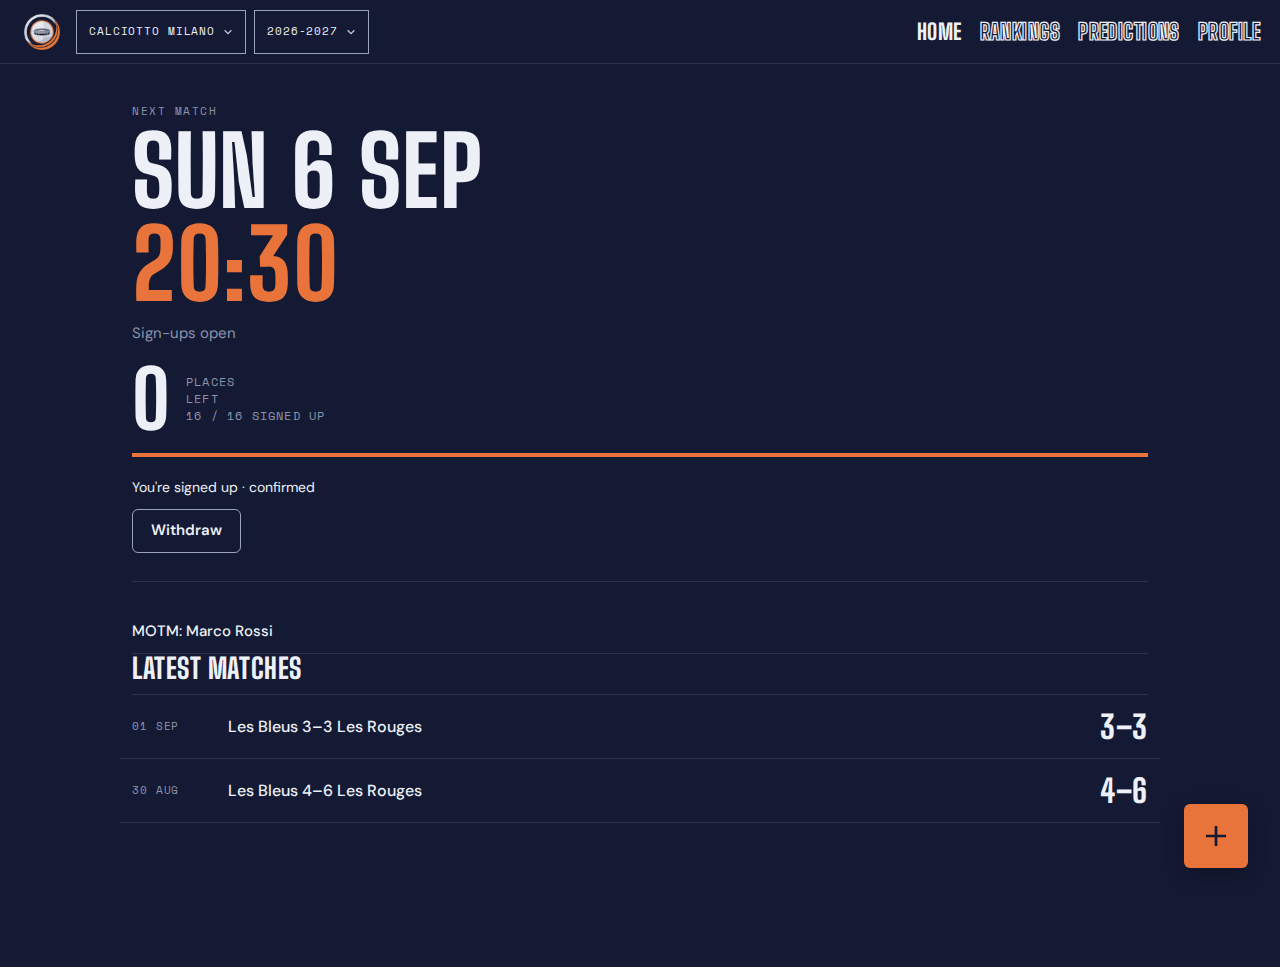 CALCIOTTO MILANO
2026-2027
HOME
RANKINGS
PREDICTIONS
PROFILE
NEXT MATCH
SUN 6 SEP
20:30
Sign-ups open
0
PLACES
LEFT
16 / 16 SIGNED UP
You're signed up · confirmed
Withdraw
MOTM: Marco Rossi
LATEST MATCHES
01 SEP
Les Bleus 3–3 Les Rouges
3–3
30 AUG
Les Bleus 4–6 Les Rouges
4–6
+